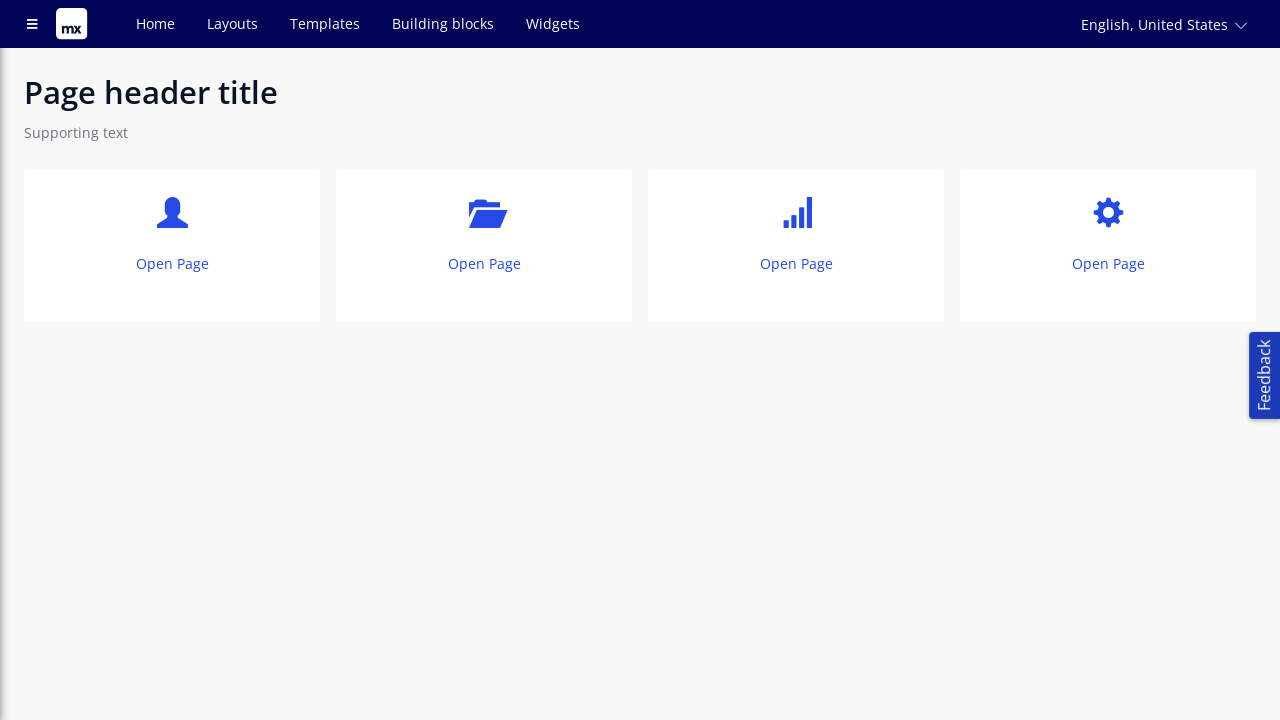 mx
Home
Layouts
Templates
Building blocks
Widgets
English, United States
Page header title
Supporting text
Open Page
Open Page
Open Page
Open Page
Feedback